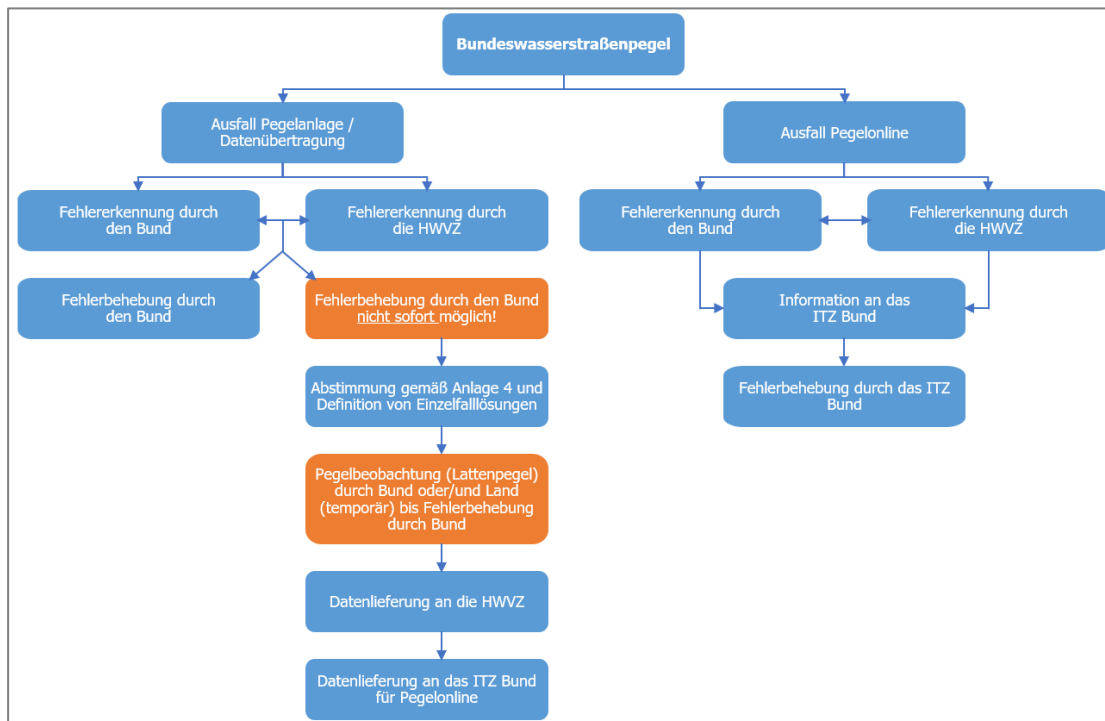 Bundeswasserstraßenpegel
Ausfall Pegelanlage /
Datenübertragung
Ausfall Pegelonline
Fehlererkennung durch
den Bund
Fehlererkennung durch
die HWVZ
Fehlererkennung durch
den Bund
Fehlererkennung durch
die HWVZ
Fehlerbehebung durch
den Bund
Fehlerbehebung durch den Bund
nicht sofort möglich!
Information an das
ITZ Bund
Abstimmung gemäß Anlage 4 und
Definition von Einzelfalllösungen
Fehlerbehebung durch das ITZ
Bund
Pegelbeobachtung (Lattenpegel)
durch Bund oder/und Land
(temporär) bis Fehlerbehebung
durch Bund
Datenlieferung an die HWVZ
Datenlieferung an das ITZ Bund
für Pegelonline